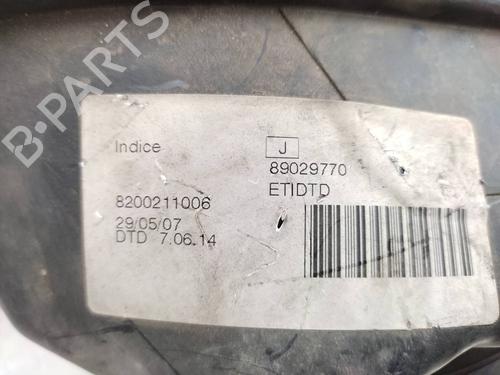 B-PARTS
Indice J
89029770
8200211006 ETIDTD
29/05/07
DTD 7.06.14